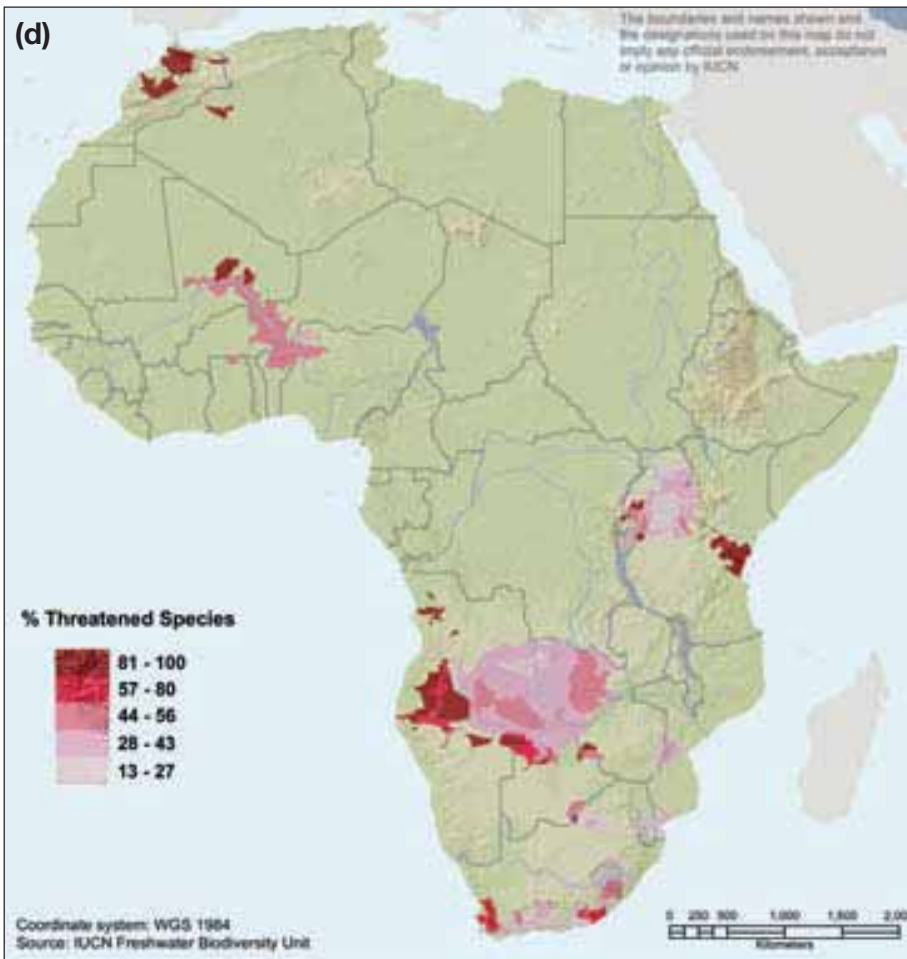 (d)
The boundaries and names shown and
the designations used on this map do not
imply any official endorsement, acceptance
or opinion by IUCN
% Threatened Species
81 - 100
57 - 80
44 - 56
28 - 43
13 - 27
Coordinate system: WGS 1984
Source: IUCN Freshwater Biodiversity Unit
0 250 500 1,000 1,500 2,00
Kilometers